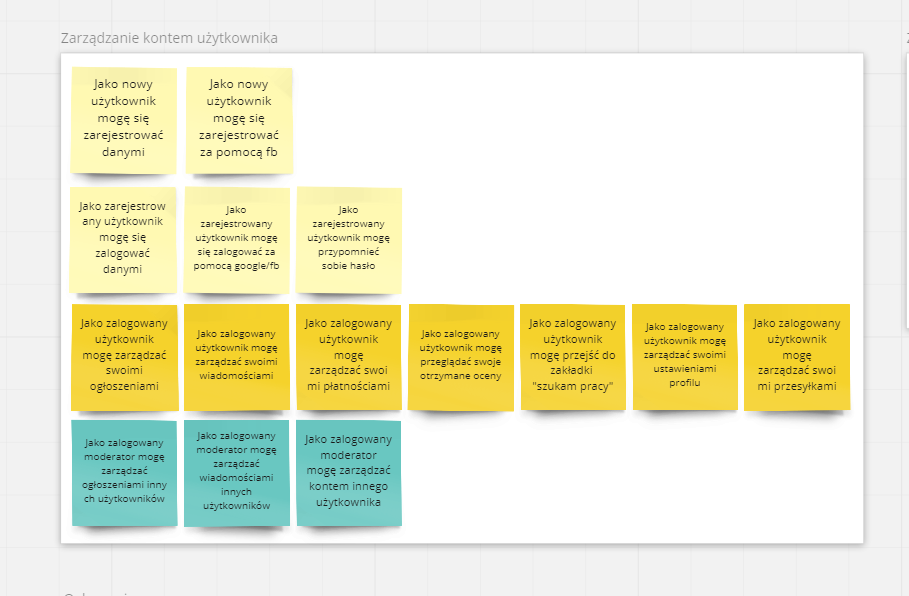 Zarządzanie kontem użytkownika
Jako nowy
użytkownik
mogę się
zarejestrować
danymi
Jako nowy
użytkownik
mogę się
zarejestrować
za pomocą fb
Jako zarejestrow
any użytkownik
mogę się
zalogować
danymi
Jako
zarejestrowany
użytkownik mogę
się zalogować za
pomocą google/fb
Jako
zarejestrowany
użytkownik mogę
przypomnieć
sobie hasło
Jako zalogowany
użytkownik
mogę zarządzać
swoimi
ogłoszeniami
Jako zalogowany
użytkownik mogę
zarządzać swoimi
wiadomościami
Jako zalogowany
użytkownik
mogę
zarządzać swoi
mi płatnościami
Jako zalogowany
użytkownik mogę
przeglądać swoje
otrzymane oceny
Jako zalogowany
użytkownik
mogę przejść do
zakładki
"szukam pracy"
Jako zalogowany
użytkownik mogę
zarządzać swoimi
ustawieniami
profilu
Jako zalogowany
użytkownik
mogę
zarządzać swoi
mi przesyłkami
Jako zalogowany
moderator mogę
zarządzać
ogłoszeniami inny
ch użytkowników
Jako zalogowany
moderator mogę
zarządzać
wiadomościami
innych
użytkowników
Jako zalogowany
moderator
mogę zarządzać
kontem innego
użytkownika